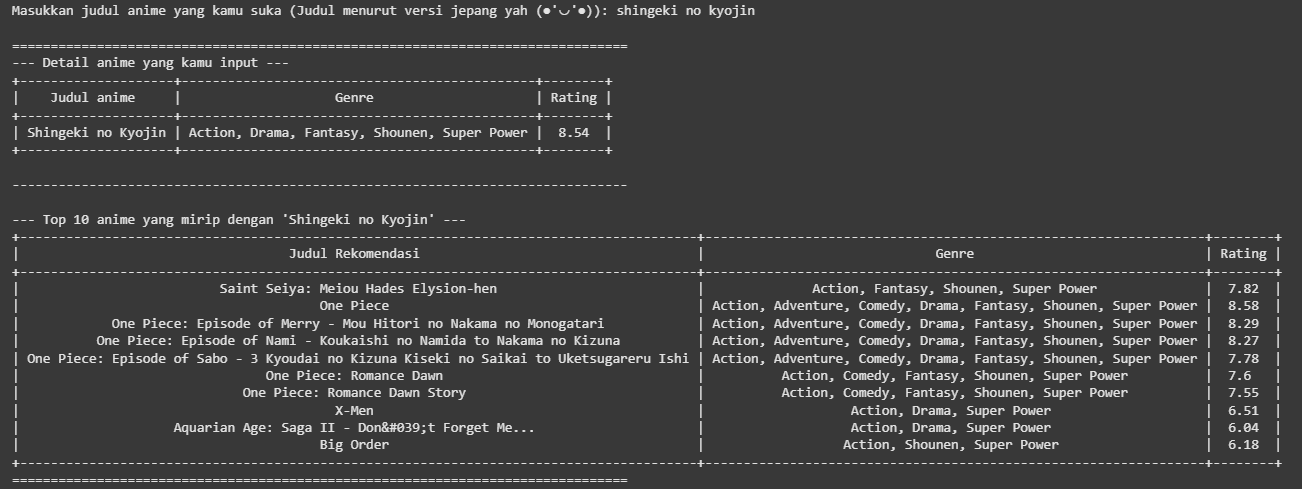 Masukkan judul anime yang kamu suka (Judul menurut versi jepang yah (●'◡'●)): shingeki no kyojin
================================================================================
--- Detail anime yang kamu input ---
+--------------------+-----------------------------------------------+--------+
| Judul anime | Genre | Rating |
+--------------------+-----------------------------------------------+--------+
| Shingeki no Kyojin | Action, Drama, Fantasy, Shounen, Super Power | 8.54 |
+--------------------+-----------------------------------------------+--------+
--------------------------------------------------------------------------------
--- Top 10 anime yang mirip dengan 'Shingeki no Kyojin' ---
+----------------------------------------------------------------------------------------+-----------------------------------------------------------------+--------+
| Judul Rekomendasi | Genre | Rating |
+----------------------------------------------------------------------------------------+-----------------------------------------------------------------+--------+
| Saint Seiya: Meiou Hades Elysion-hen | Action, Fantasy, Shounen, Super Power | 7.82 |
| One Piece | Action, Adventure, Comedy, Drama, Fantasy, Shounen, Super Power | 8.58 |
| One Piece: Episode of Merry - Mou Hitori no Nakama no Monogatari | Action, Adventure, Comedy, Drama, Fantasy, Shounen, Super Power | 8.29 |
| One Piece: Episode of Nami - Koukaishi no Namida to Nakama no Kizuna | Action, Adventure, Comedy, Drama, Fantasy, Shounen, Super Power | 8.27 |
| One Piece: Episode of Sabo - 3 Kyoudai no Kizuna Kiseki no Saikai to Uketsugareru Ishi | Action, Adventure, Comedy, Drama, Fantasy, Shounen, Super Power | 7.78 |
| One Piece: Romance Dawn | Action, Comedy, Fantasy, Shounen, Super Power | 7.6 |
| One Piece: Romance Dawn Story | Action, Comedy, Fantasy, Shounen, Super Power | 7.55 |
| X-Men | Action, Drama, Super Power | 6.51 |
| Aquarian Age: Saga II - Don&#039;t Forget Me... | Action, Drama, Super Power | 6.04 |
| Big Order | Action, Shounen, Super Power | 6.18 |
+----------------------------------------------------------------------------------------+-----------------------------------------------------------------+--------+
================================================================================